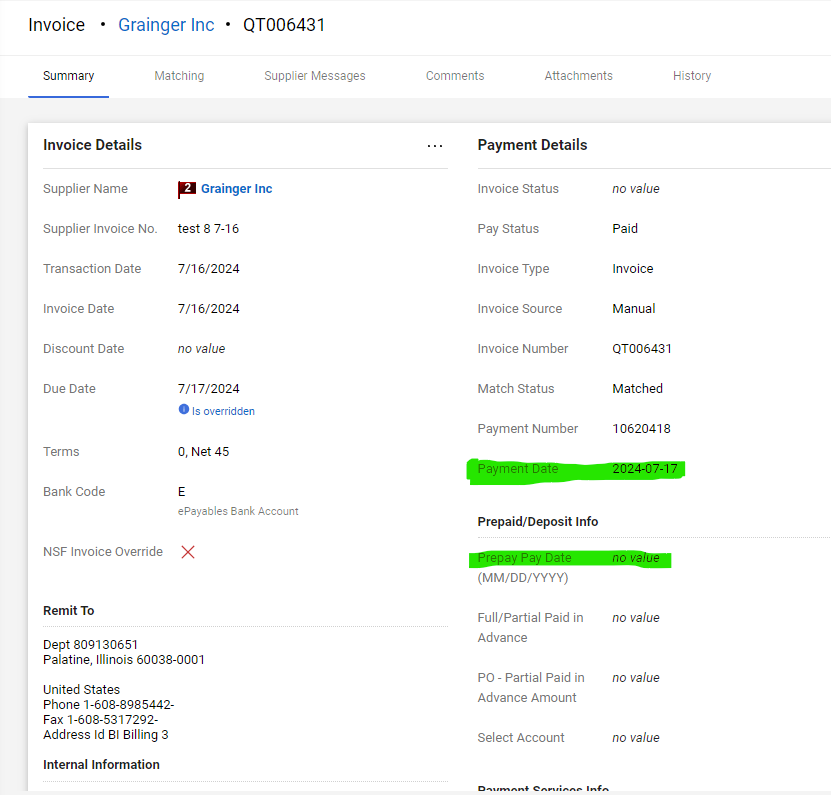 Invoice • Grainger Inc • QT006431
Summary Matching Supplier Messages Comments Attachments History
Invoice Details ...
Supplier Name 2 Grainger Inc
Supplier Invoice No. test 8 7-16
Transaction Date 7/16/2024
Invoice Date 7/16/2024
Discount Date no value
Due Date 7/17/2024
i Is overridden
Terms 0, Net 45
Bank Code E
ePayables Bank Account
NSF Invoice Override
Remit To
Dept 809130651
Palatine, Illinois 60038-0001
United States
Phone 1-608-8985442-
Fax 1-608-5317292-
Address Id BI Billing 3
Internal Information
Payment Details
Invoice Status no value
Pay Status Paid
Invoice Type Invoice
Invoice Source Manual
Invoice Number QT006431
Match Status Matched
Payment Number 10620418
Payment Date 2024-07-17
Prepaid/Deposit Info
Prepay Pay Date no value
(MM/DD/YYYY)
Full/Partial Paid in no value
Advance
PO - Partial Paid in no value
Advance Amount
Select Account no value
Payment Services Info